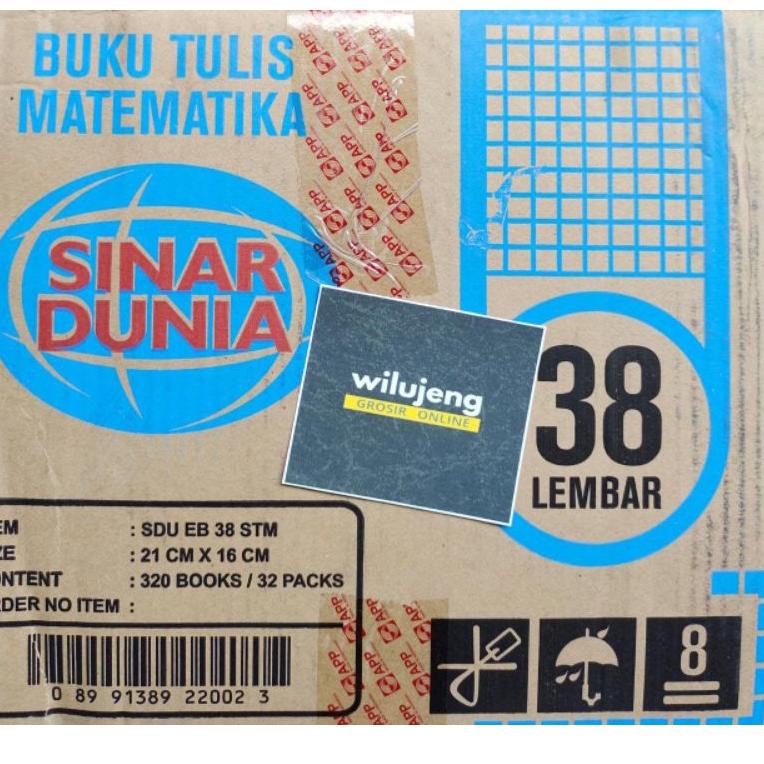 BUKU TULIS
MATEMATIKA
SINAR
DUNIA
wilujeng
GROSIR ONLINE
38
LEMBAR
EM : SDU EB 38 STM
ZE : 21 CM X 16 CM
ONTENT : 320 BOOKS / 32 PACKS
RDER NO ITEM :
0 89 91389 22002 3
8
APP